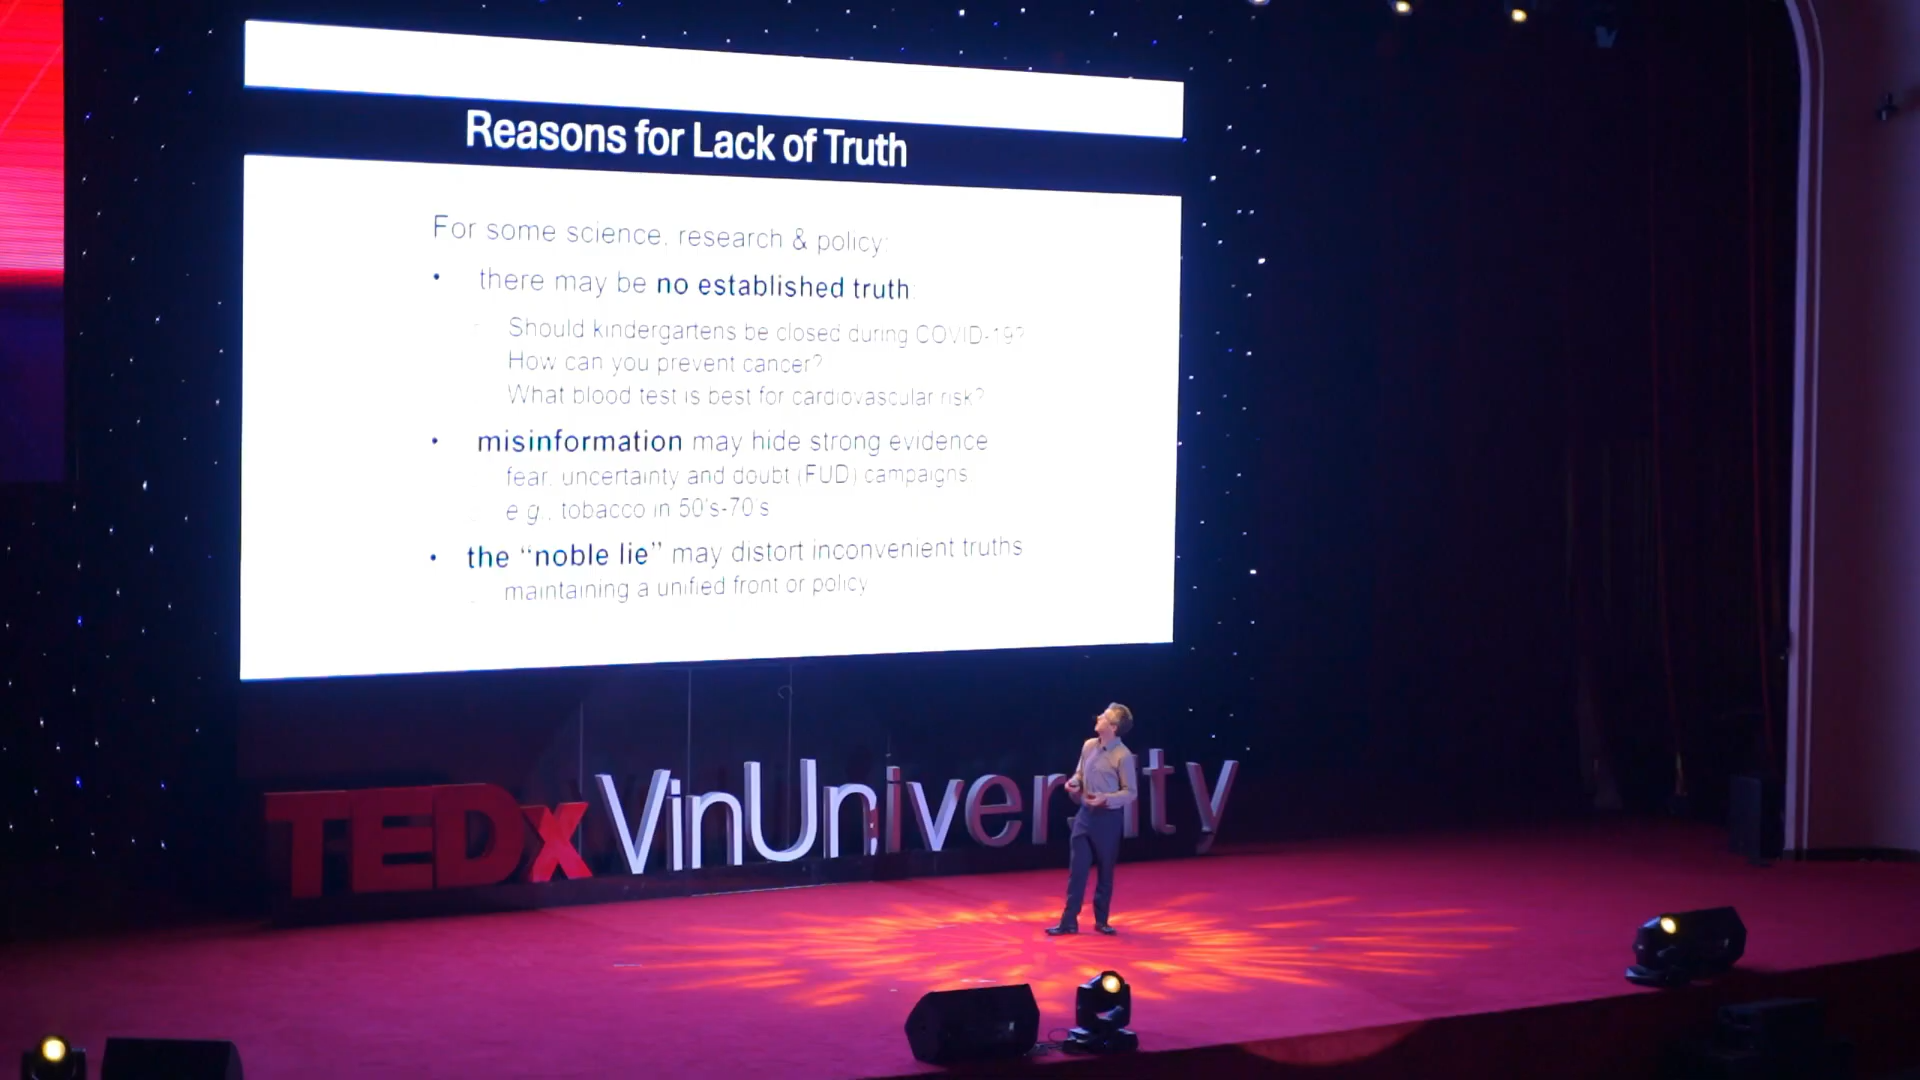 Reasons for Lack of Truth
For some science, research & policy:
• there may be no established truth:
Should kindergartens be closed during COVID-19?
How can you prevent cancer?
What blood test is best for cardiovascular risk?
• misinformation may hide strong evidence
fear, uncertainty and doubt (FUD) campaigns,
e.g., tobacco in 50's-70's
• the “noble lie” may distort inconvenient truths
maintaining a unified front or policy
TEDxVinUniversity